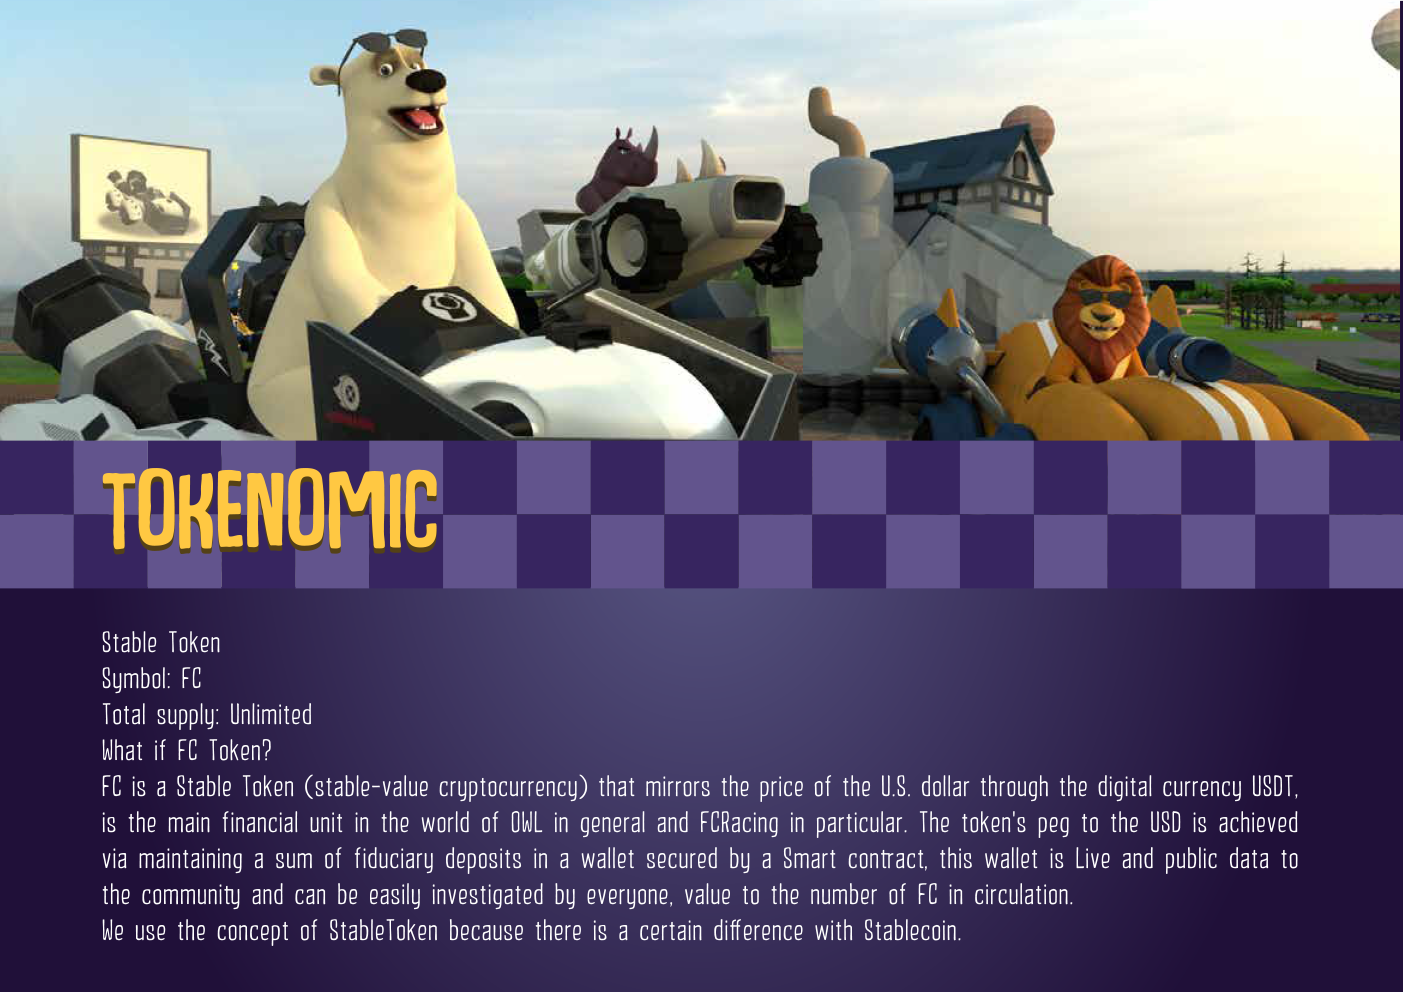 TOKENOMIC
Stable Token
Symbol: FC
Total supply: Unlimited
What if FC Token?
FC is a Stable Token (stable-value cryptocurrency) that mirrors the price of the U.S. dollar through the digital currency USDT,
is the main financial unit in the world of OWL in general and FCRacing in particular. The token's peg to the USD is achieved
via maintaining a sum of fiduciary deposits in a wallet secured by a Smart contract, this wallet is Live and public data to
the community and can be easily investigated by everyone, value to the number of FC in circulation.
We use the concept of StableToken because there is a certain difference with Stablecoin.